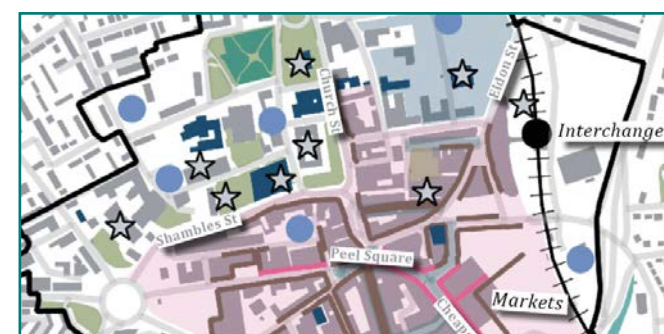 Church St
Eldon St
Interchange
Shambles St
Peel Square
Markets
Cheap